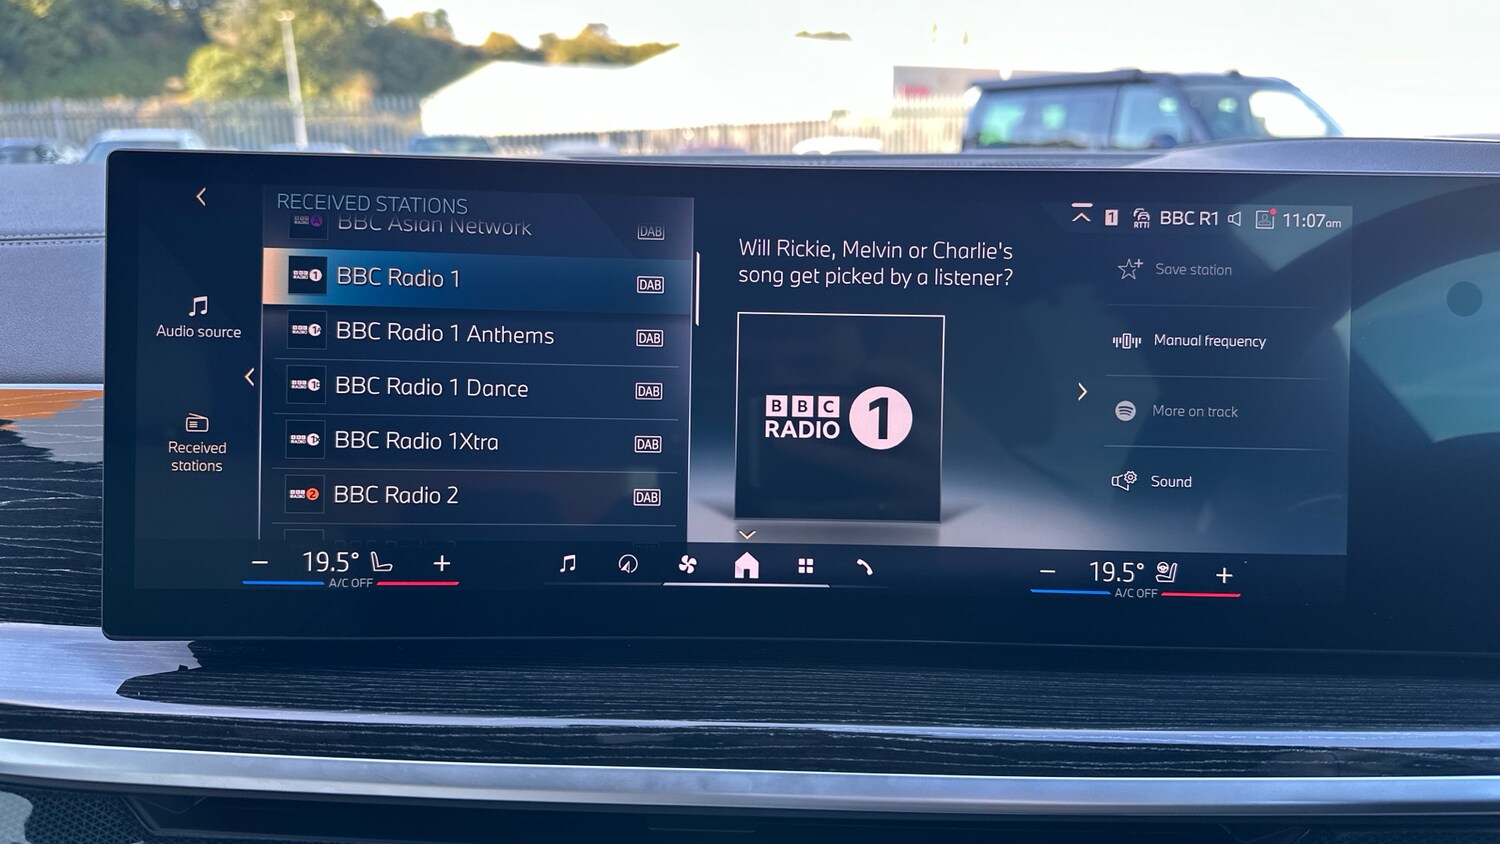 RECEIVED STATIONS
BBC Asian Network
DAB
BBC Radio 1
DAB
BBC Radio 1 Anthems
DAB
BBC Radio 1 Dance
DAB
BBC Radio 1Xtra
DAB
BBC Radio 2
DAB
Audio source
Received
stations
Will Rickie, Melvin or Charlie's
song get picked by a listener?
BBC
RADIO 1
1 RTTI BBC R1 11:07am
Save station
Manual frequency
More on track
Sound
− 19.5° +
A/C OFF
− 19.5° +
A/C OFF